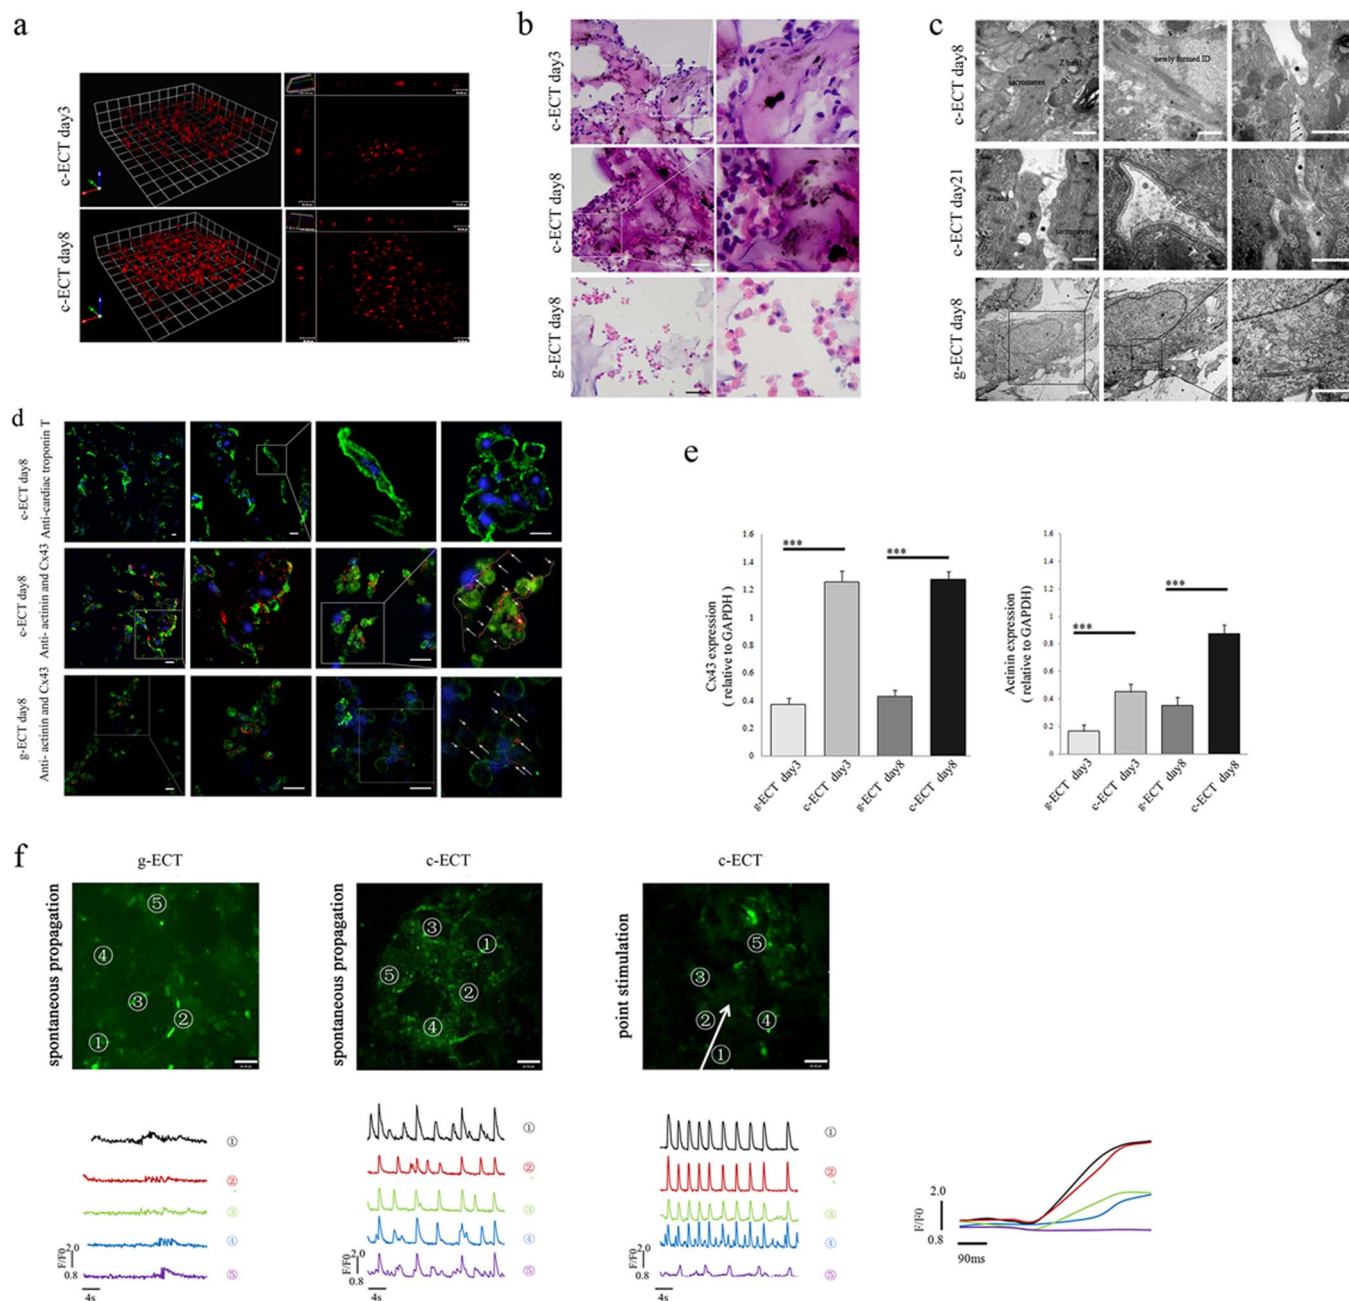 a
c-ECT day3
c-ECT day8
b
c-ECT day3
c-ECT day8
g-ECT day8
c
c-ECT day8
c-ECT day21
g-ECT day8
sacromeres
Z band
newly formed ID
Z band
sacromeres
d
c-ECT day8
Anti-cardiac troponin T
c-ECT day8
Anti- actinin and Cx43
g-ECT day8
Anti- actinin and Cx43
e
Cx43 expression
( relative to GAPDH )
1.6
1.4
1.2
1
0.8
0.6
0.4
0.2
0
***
***
g-ECT day3
c-ECT day3
g-ECT day8
c-ECT day8
Actinin expression
( relative to GAPDH )
1.6
1.4
1.2
1
0.8
0.6
0.4
0.2
0
***
***
g-ECT day3
c-ECT day3
g-ECT day8
c-ECT day8
f
g-ECT
c-ECT
c-ECT
spontaneous propagation
⑤
④
③
②
①
spontaneous propagation
③
①
⑤
②
④
point stimulation
⑤
③
②
④
①
①
②
③
④
⑤
F/F0
2.0
0.8
4s
①
②
③
④
⑤
F/F0
2.0
0.8
4s
①
②
③
④
⑤
F/F0
2.0
0.8
4s
F/F0
2.0
0.8
90ms